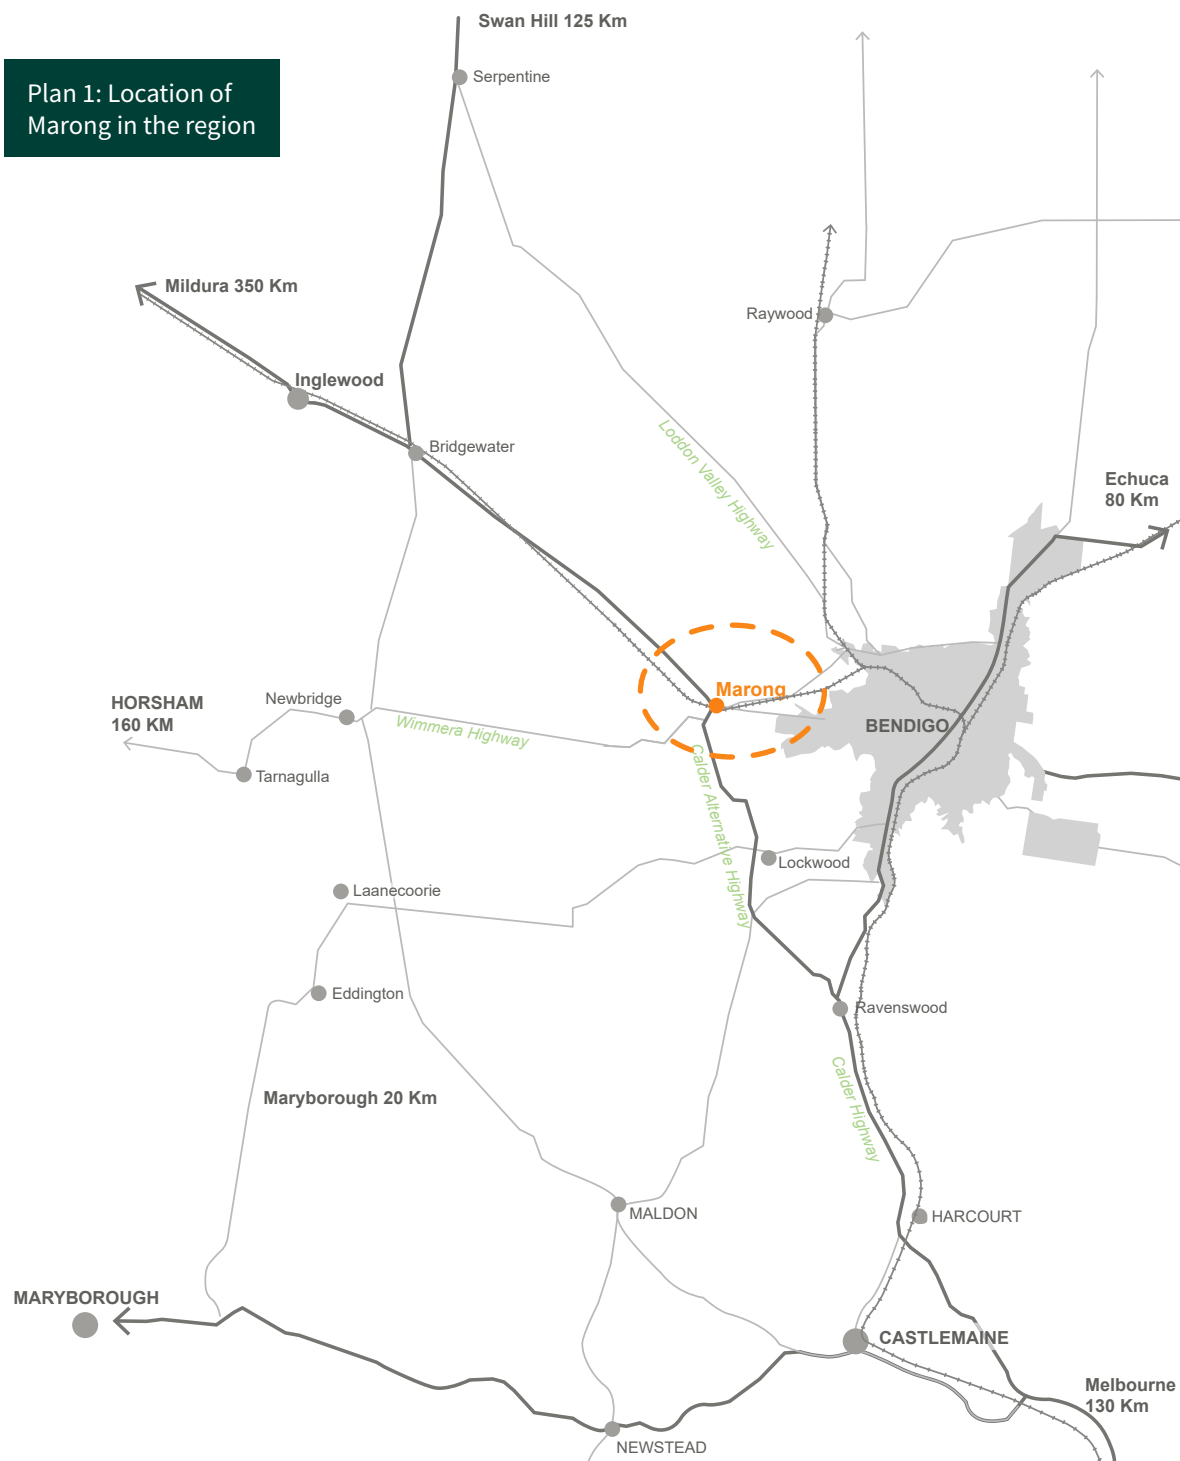 Swan Hill 125 Km
Serpentine
Plan 1: Location of
Marong in the region
Mildura 350 Km
Raywood
Inglewood
Bridgewater
Loddon Valley Highway
Echuca
80 Km
Marong
HORSHAM
160 KM
Newbridge
Wimmera Highway
BENDIGO
Tarnagulla
Calder Alternative Highway
Lockwood
Laanecoorie
Eddington
Ravenswood
Maryborough 20 Km
Calder Highway
MALDON
HARCOURT
MARYBOROUGH
CASTLEMAINE
Melbourne
130 Km
NEWSTEAD